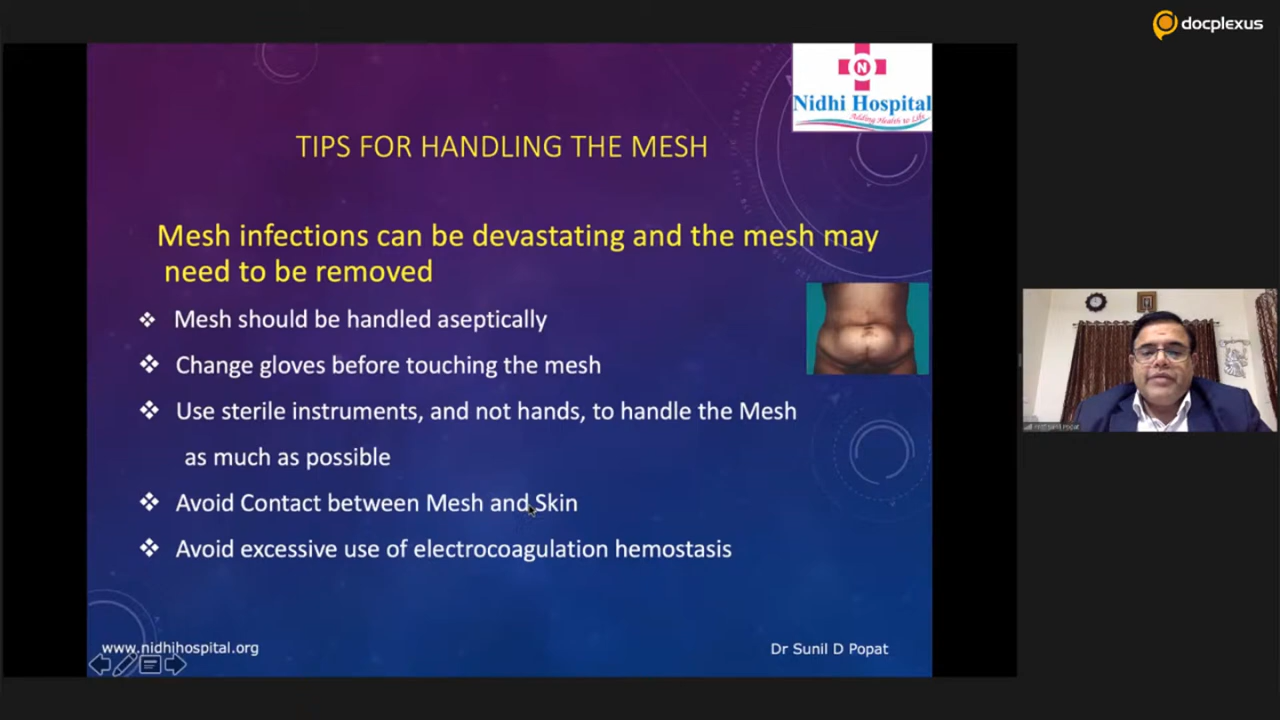 docplexus
N
Nidhi Hospital
Adding Health to Life
TIPS FOR HANDLING THE MESH
Mesh infections can be devastating and the mesh may
need to be removed
Mesh should be handled aseptically
Change gloves before touching the mesh
Use sterile instruments, and not hands, to handle the Mesh
as much as possible
Avoid Contact between Mesh and Skin
Avoid excessive use of electrocoagulation hemostasis
www.nidhihospital.org
Dr Sunil D Popat